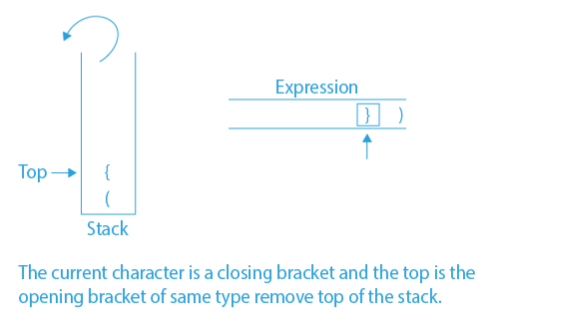 Expression
} )
Top {
(
Stack
The current character is a closing bracket and the top is the
opening bracket of same type remove top of the stack.